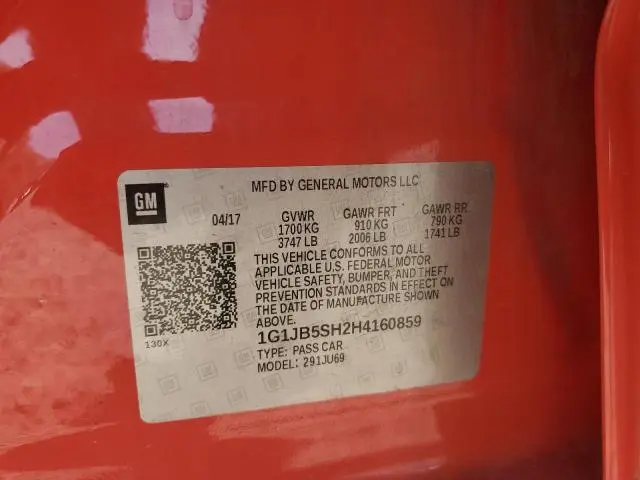 MFD BY GENERAL MOTORS LLC
GM
04/17
GVWR GAWR FRT GAWR RR
1700 KG 910 KG 790 KG
3747 LB 2006 LB 1741 LB
THIS VEHICLE CONFORMS TO ALL
APPLICABLE U.S. FEDERAL MOTOR
VEHICLE SAFETY, BUMPER, AND THEFT
PREVENTION STANDARDS IN EFFECT ON
THE DATE OF MANUFACTURE SHOWN
ABOVE.
130X
1G1JB5SH2H4160859
TYPE: PASS CAR
MODEL: 291JU69